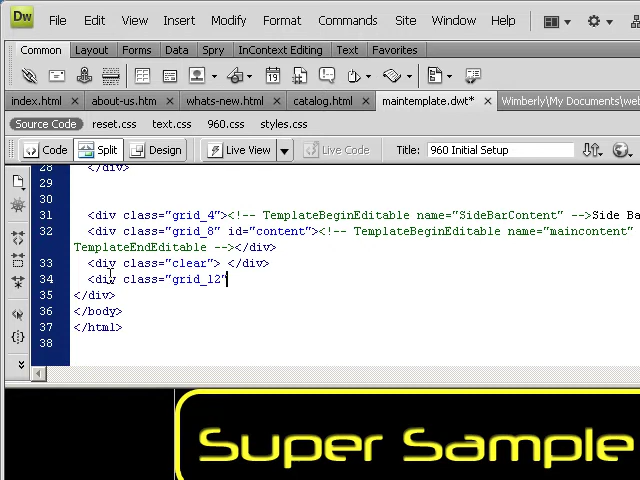 Dw File Edit View Insert Modify Format Commands Site Window Help
Common Layout Forms Data Spry InContext Editing Text Favorites
index.html × about-us.htm × whats-new.html × catalog.html × maintemplate.dwt* × Wimberly\My Documents\web
Source Code reset.css text.css 960.css styles.css
Code Split Design Live View Live Code Title: 960 Initial Setup
28 </div>
29
30
31 <div class="grid_4"><!-- TemplateBeginEditable name="SideBarContent" -->Side Ba
32 <div class="grid_8" id="content"><!-- TemplateBeginEditable name="maincontent"
TemplateEndEditable --></div>
33 <div class="clear"> </div>
34 <div class="grid_12"
35 </div>
36 </body>
37 </html>
38
Super Sample